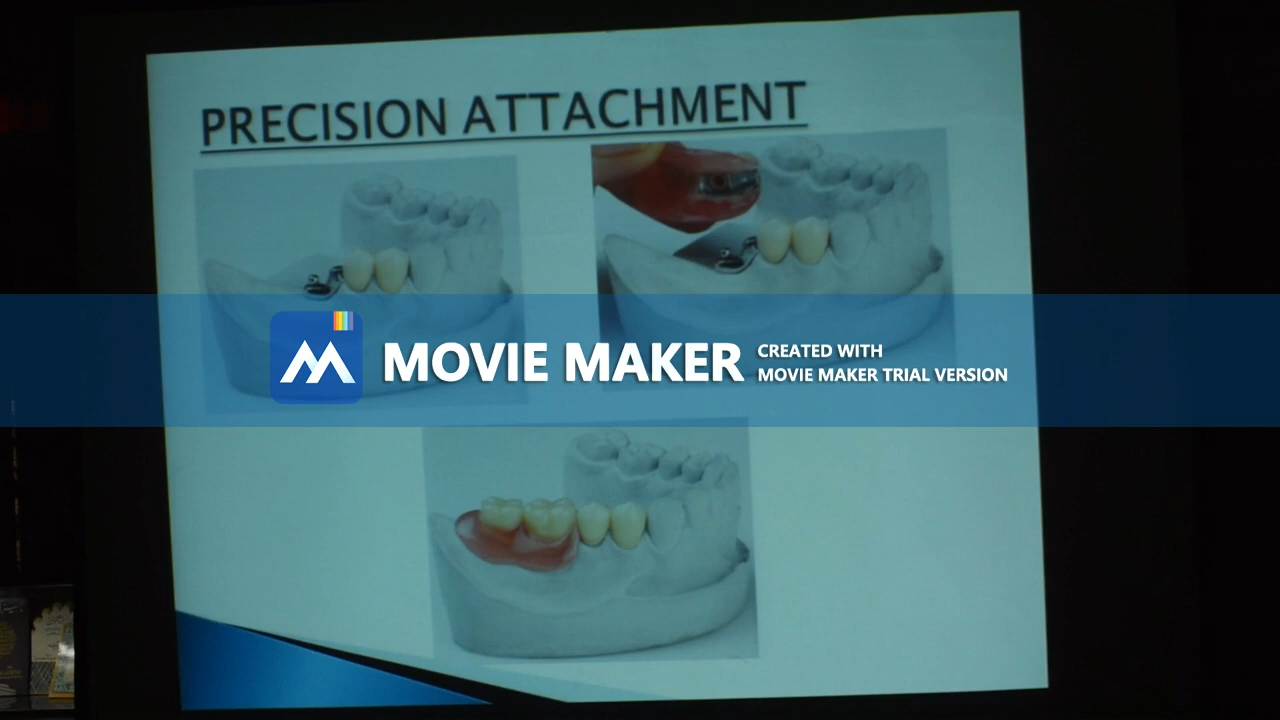 PRECISION ATTACHMENT
MOVIE MAKER
CREATED WITH
MOVIE MAKER TRIAL VERSION